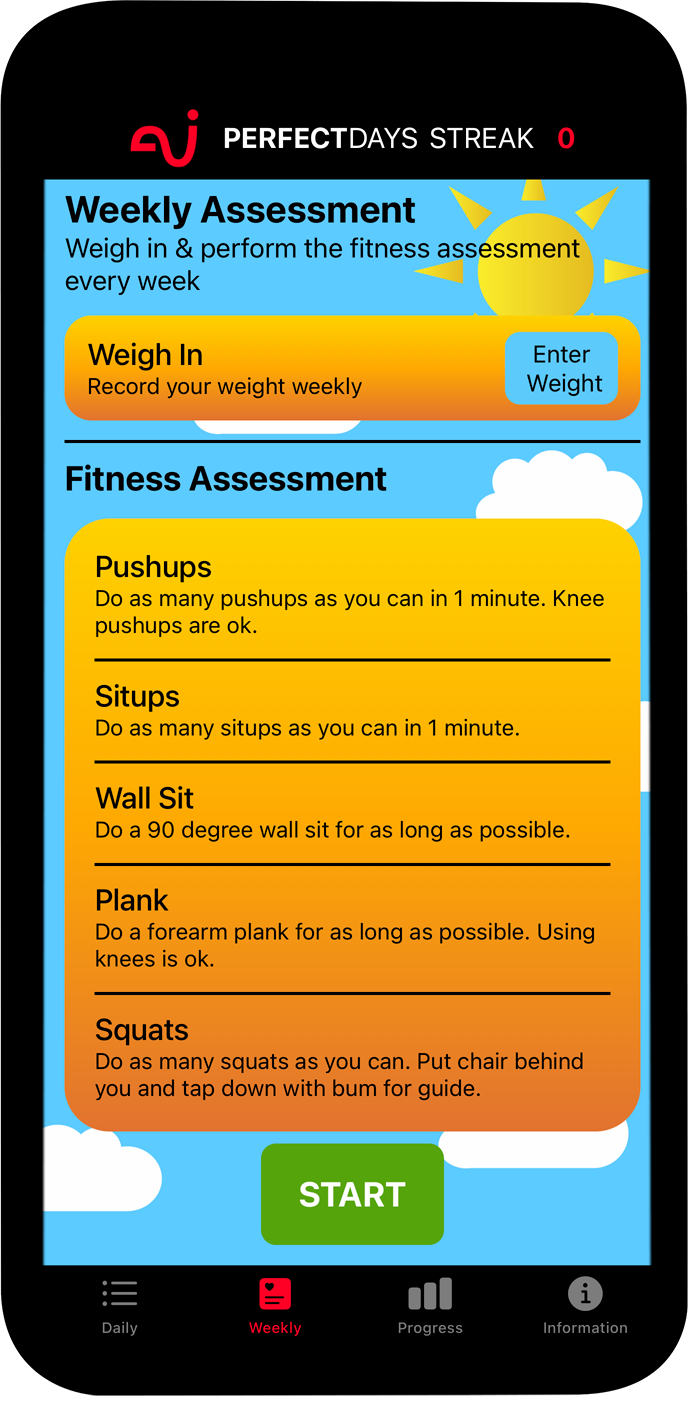 PERFECTDAYS STREAK 0
Weekly Assessment
Weigh in & perform the fitness assessment
every week
Weigh In
Record your weight weekly
Enter
Weight
Fitness Assessment
Pushups
Do as many pushups as you can in 1 minute. Knee
pushups are ok.
Situps
Do as many situps as you can in 1 minute.
Wall Sit
Do a 90 degree wall sit for as long as possible.
Plank
Do a forearm plank for as long as possible. Using
knees is ok.
Squats
Do as many squats as you can. Put chair behind
you and tap down with bum for guide.
START
Daily
Weekly
Progress
Information